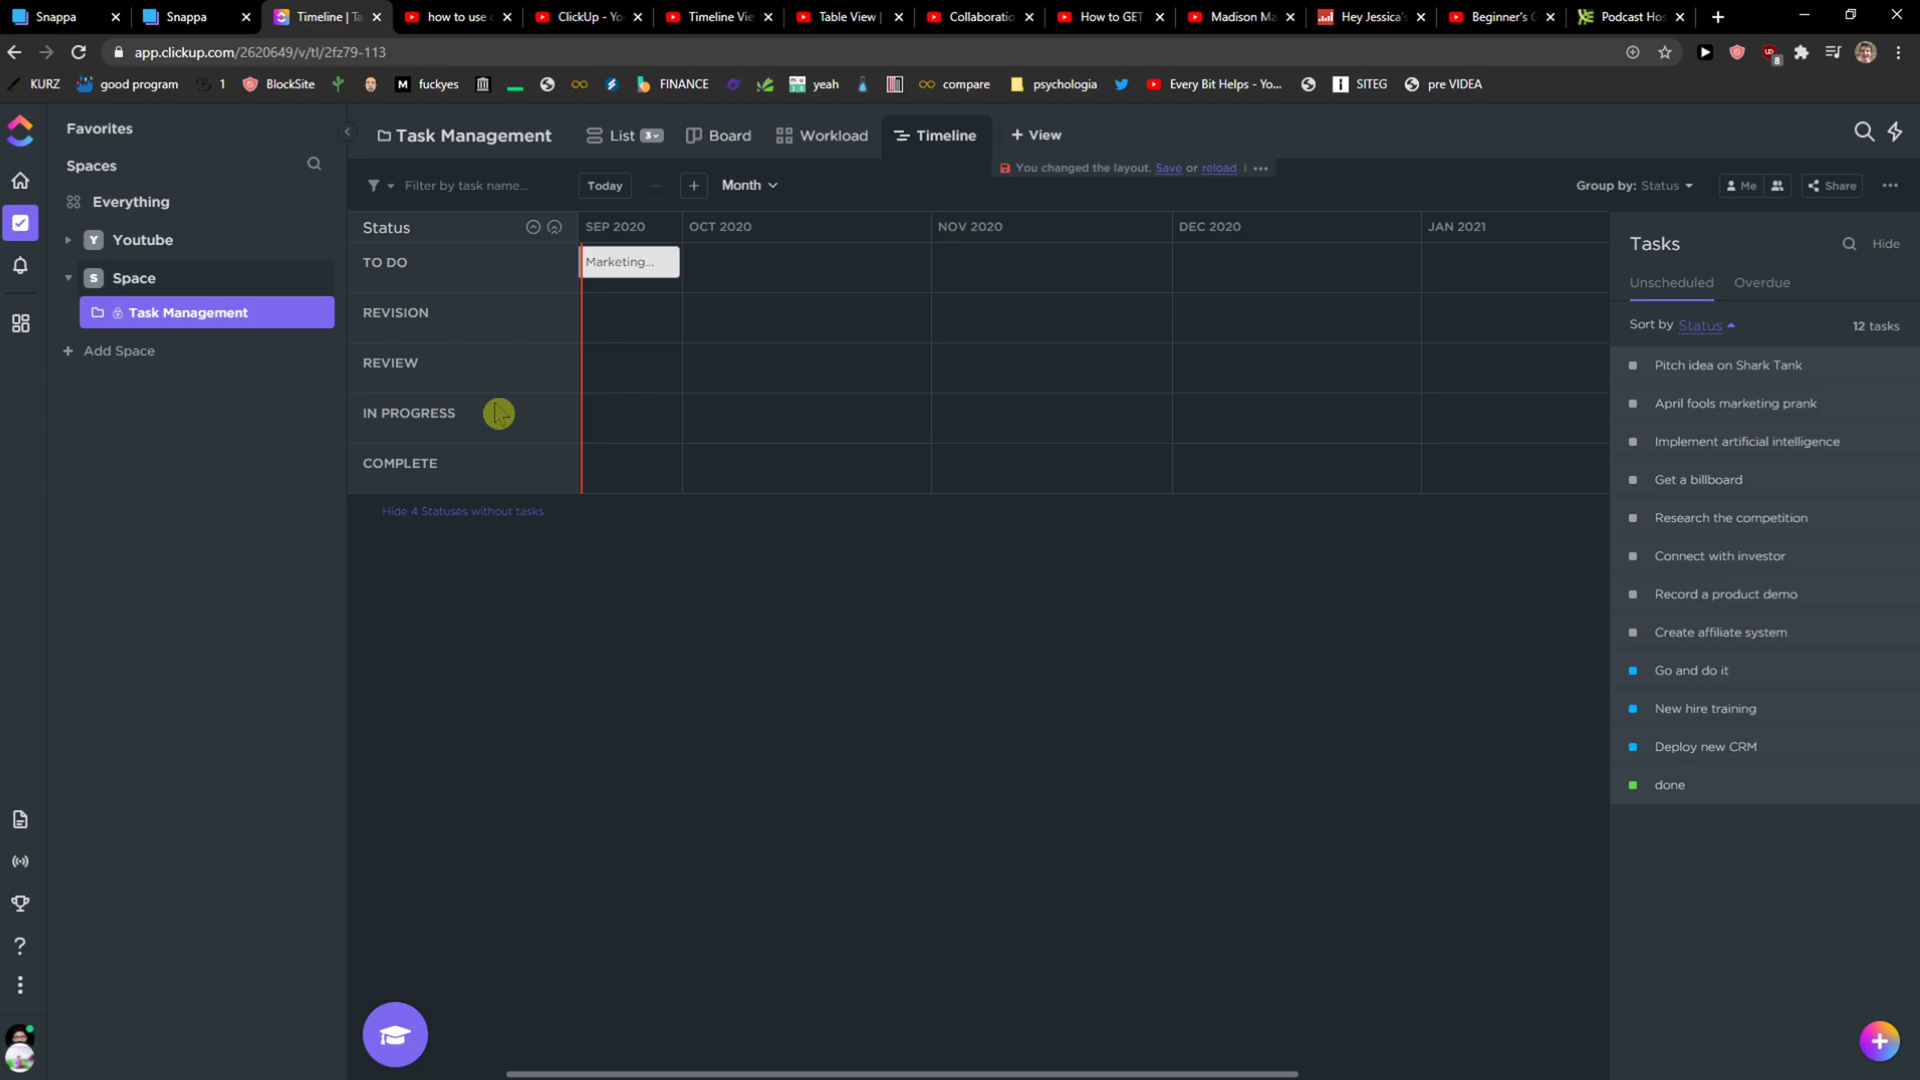 Snappa
Snappa
Timeline | Ta
how to use c
ClickUp - Yo
Timeline Vie
Table View |
Collaboratio
How to GET
Madison Ma
Hey Jessica's
Beginner's G
Podcast Hos
app.clickup.com/2620649/v/tl/2fz79-113
8
KURZ
good program
1
BlockSite
M fuckyes
FINANCE
yeah
compare
psychologia
Every Bit Helps - Yo...
SITEG
pre VIDEA
Favorites
Spaces
Everything
Y Youtube
S Space
Task Management
+ Add Space
Task Management
List 3
Board
Workload
Timeline
+ View
You changed the layout. Save or reload | •••
Filter by task name...
Today
Month
Group by: Status
Me
Share
Status
SEP 2020
OCT 2020
NOV 2020
DEC 2020
JAN 2021
TO DO
Marketing...
REVISION
REVIEW
IN PROGRESS
COMPLETE
Hide 4 Statuses without tasks
Tasks
Hide
Unscheduled
Overdue
Sort by Status
12 tasks
Pitch idea on Shark Tank
April fools marketing prank
Implement artificial intelligence
Get a billboard
Research the competition
Connect with investor
Record a product demo
Create affiliate system
Go and do it
New hire training
Deploy new CRM
done